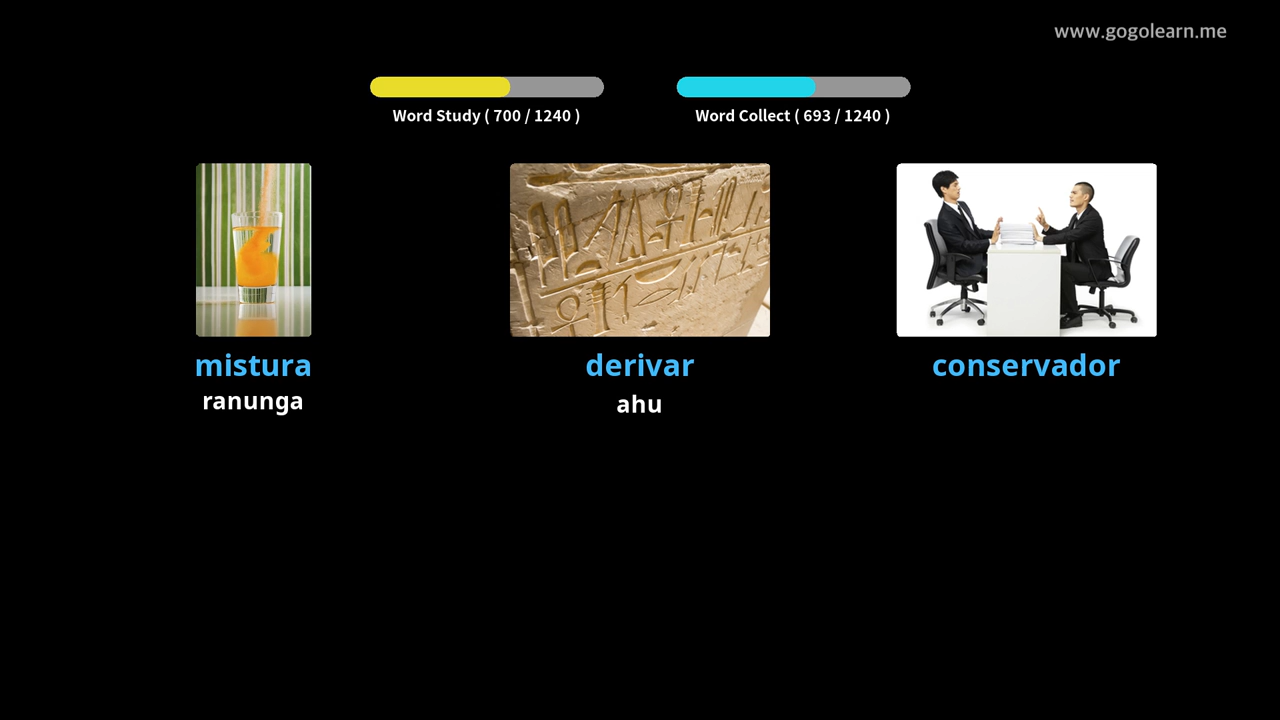 www.gogolearn.me
Word Study ( 700 / 1240 )
Word Collect ( 693 / 1240 )
mistura
ranunga
derivar
ahu
conservador